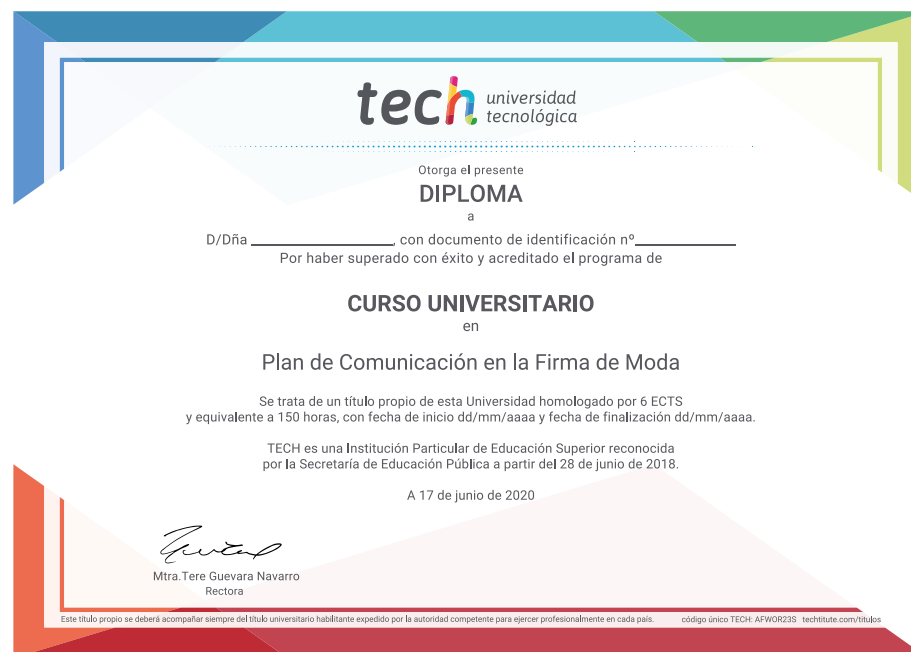 tech universidad
tecnológica
Otorga el presente
DIPLOMA
a
D/Dña ____________________, con documento de identificación nº______________
Por haber superado con éxito y acreditado el programa de
CURSO UNIVERSITARIO
en
Plan de Comunicación en la Firma de Moda
Se trata de un título propio de esta Universidad homologado por 6 ECTS
y equivalente a 150 horas, con fecha de inicio dd/mm/aaaa y fecha de finalización dd/mm/aaaa.
TECH es una Institución Particular de Educación Superior reconocida
por la Secretaría de Educación Pública a partir del 28 de junio de 2018.
A 17 de junio de 2020
Mtra.Tere Guevara Navarro
Rectora
Este título propio se deberá acompañar siempre del título universitario habilitante expedido por la autoridad competente para ejercer profesionalmente en cada país. código único TECH: AFWOR23S techtitute.com/titulos